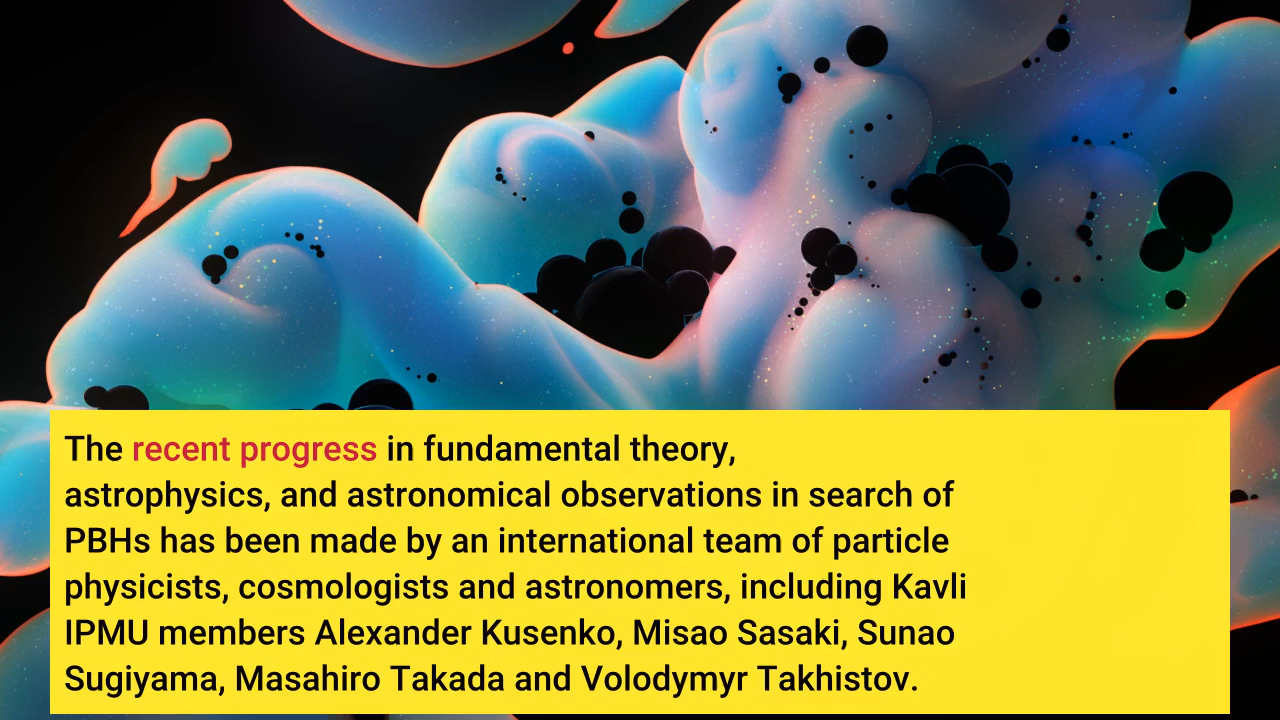 The recent progress in fundamental theory,
astrophysics, and astronomical observations in search of
PBHs has been made by an international team of particle
physicists, cosmologists and astronomers, including Kavli
IPMU members Alexander Kusenko, Misao Sasaki, Sunao
Sugiyama, Masahiro Takada and Volodymyr Takhistov.